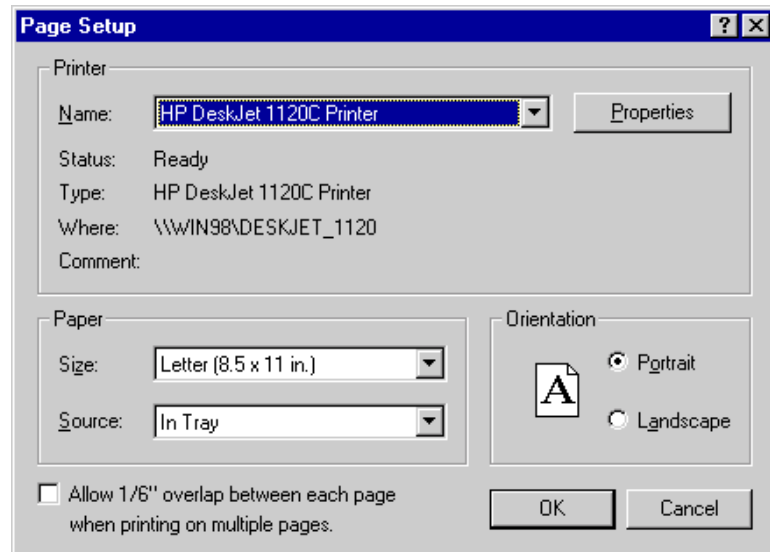 Page Setup
Printer
Name: HP DeskJet 1120C Printer Properties
Status: Ready
Type: HP DeskJet 1120C Printer
Where: \\WIN98\DESKJET_1120
Comment:
Paper
Size: Letter (8.5 x 11 in.)
Source: In Tray
Orientation
A
Portrait
Landscape
Allow 1/6" overlap between each page
when printing on multiple pages.
OK Cancel